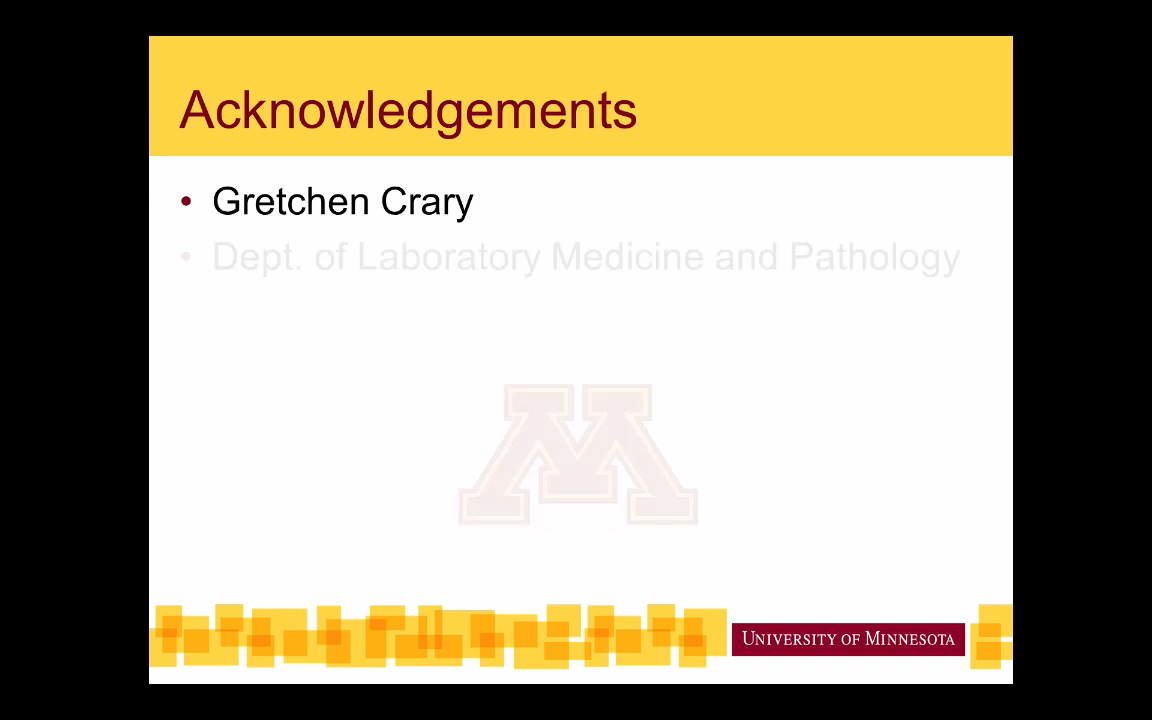 Acknowledgements
• Gretchen Crary
• Dept. of Laboratory Medicine and Pathology
M
UNIVERSITY OF MINNESOTA